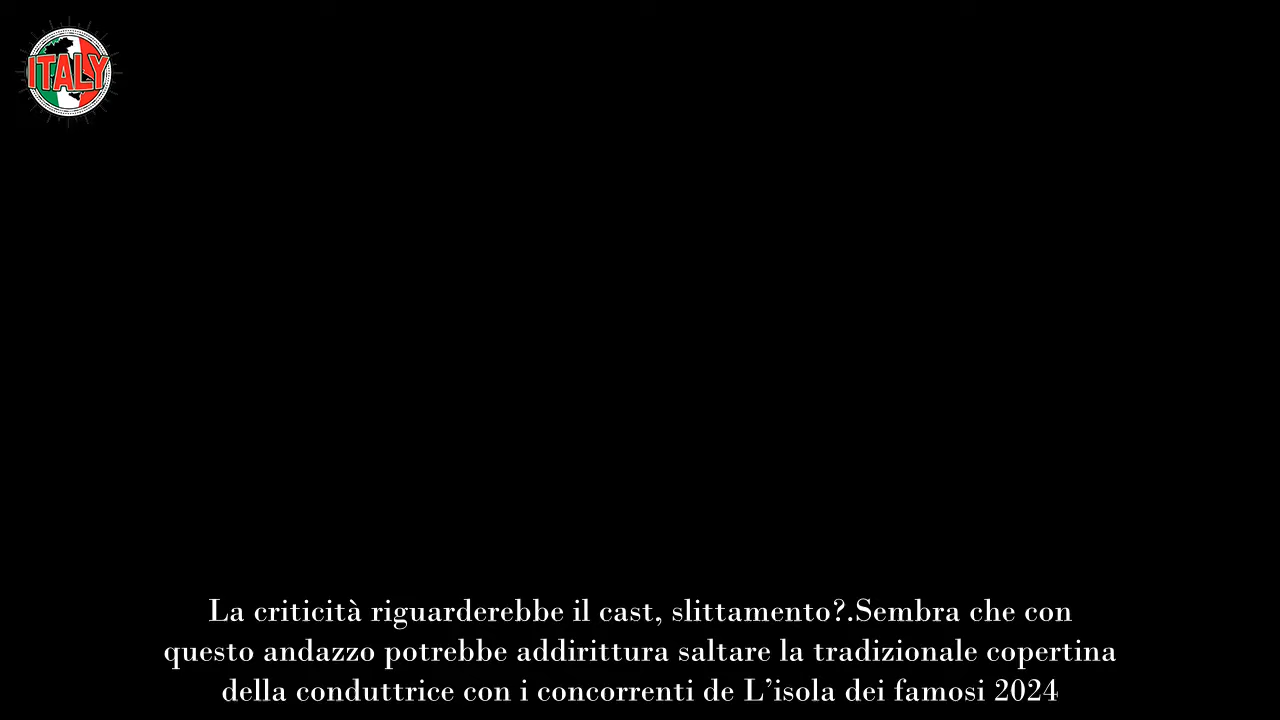 ITALY
La criticità riguarderebbe il cast, slittamento?.Sembra che con
questo andazzo potrebbe addirittura saltare la tradizionale copertina
della conduttrice con i concorrenti de L’isola dei famosi 2024